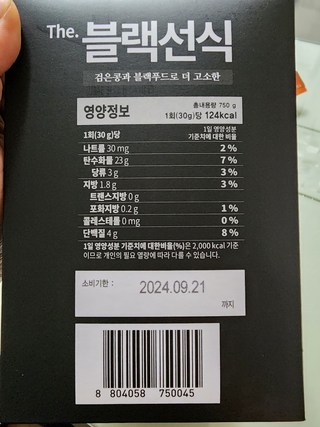 The. 블랙선식
검은콩과 블랙푸드로 더 고소한
영양정보
총내용량 750 g
1회(30g)당 124kcal
1회(30 g)당 1일 영양성분 기준치에 대한 비율
나트륨 30 mg 2 %
탄수화물 23 g 7 %
당류 3 g 3 %
지방 1.8 g 3 %
트랜스지방 0 g
포화지방 0.2 g 1 %
콜레스테롤 0 mg 0 %
단백질 4 g 8 %
1일 영양성분 기준치에 대한비율(%)은 2,000 kcal 기준
이므로 개인의 필요 열량에 따라 다를 수 있습니다.
소비기한 :
2024.09.21
까지
8 804058 750045